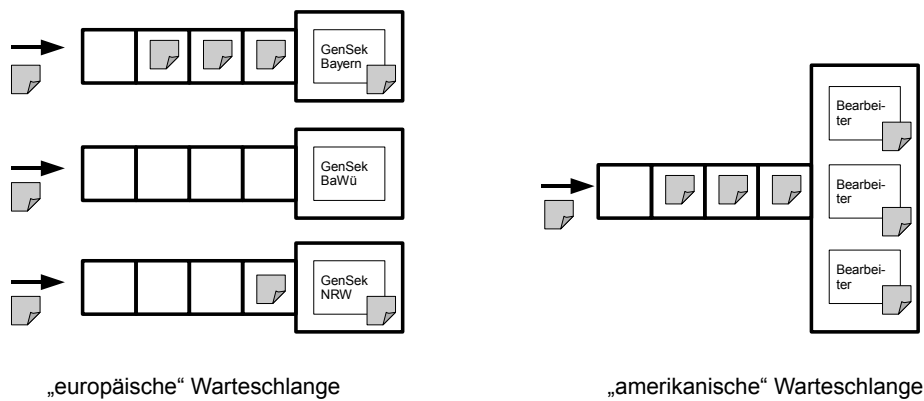 GenSek
Bayern
GenSek
BaWü
GenSek
NRW
„europäische“ Warteschlange
Bearbei-
ter
Bearbei-
ter
Bearbei-
ter
„amerikanische“ Warteschlange